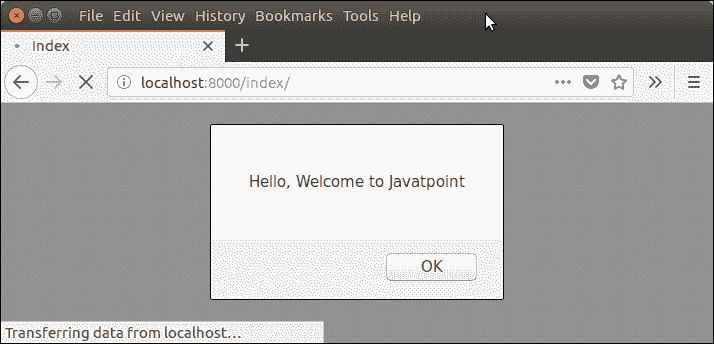 File Edit View History Bookmarks Tools Help
Index
localhost:8000/index/
Hello, Welcome to Javatpoint
OK
Transferring data from localhost...